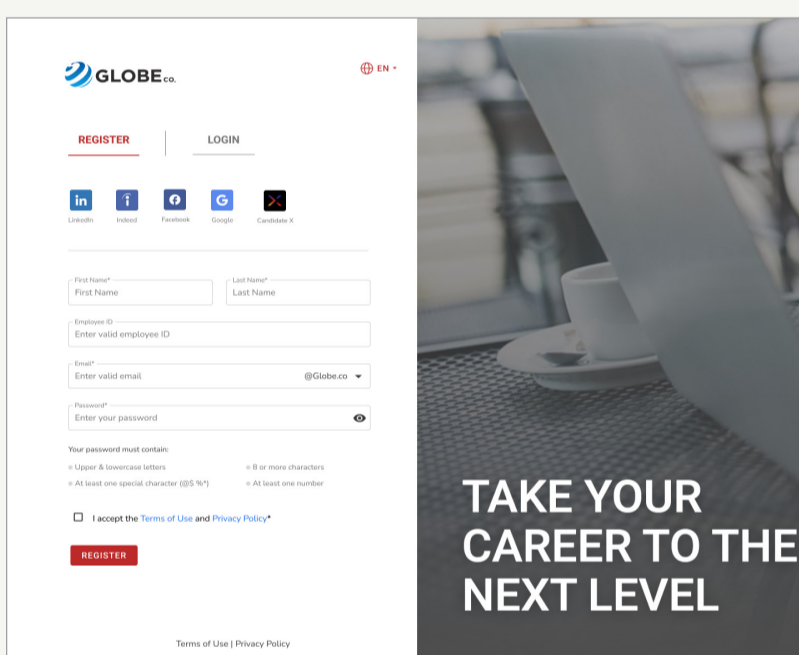 GLOBE co.
EN
REGISTER
LOGIN
in
LinkedIn
Indeed
Facebook
G
Google
Candidate X
First Name*
First Name
Last Name*
Last Name
Employee ID
Enter valid employee ID
Email*
Enter valid email
@Globe.co
Password*
Enter your password
Your password must contain:
Upper & lowercase letters
8 or more characters
At least one special character (@$ %*)
At least one number
I accept the Terms of Use and Privacy Policy*
REGISTER
Terms of Use | Privacy Policy
TAKE YOUR
CAREER TO THE
NEXT LEVEL